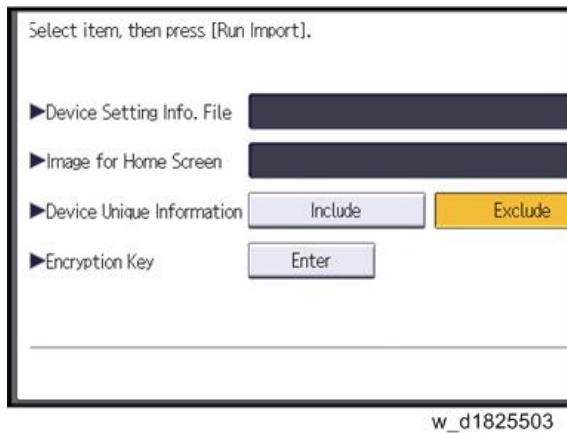 Select item, then press [Run Import].
►Device Setting Info. File
►Image for Home Screen
►Device Unique Information Include Exclude
►Encryption Key Enter
w_d1825503